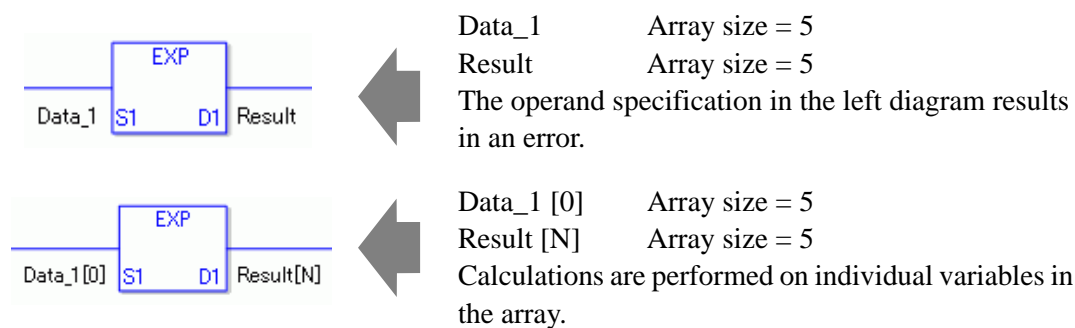 EXP
Data_1 S1 D1 Result
Data_1 Array size = 5
Result Array size = 5
The operand specification in the left diagram results
in an error.
EXP
Data_1[0] S1 D1 Result[N]
Data_1 [0] Array size = 5
Result [N] Array size = 5
Calculations are performed on individual variables in
the array.